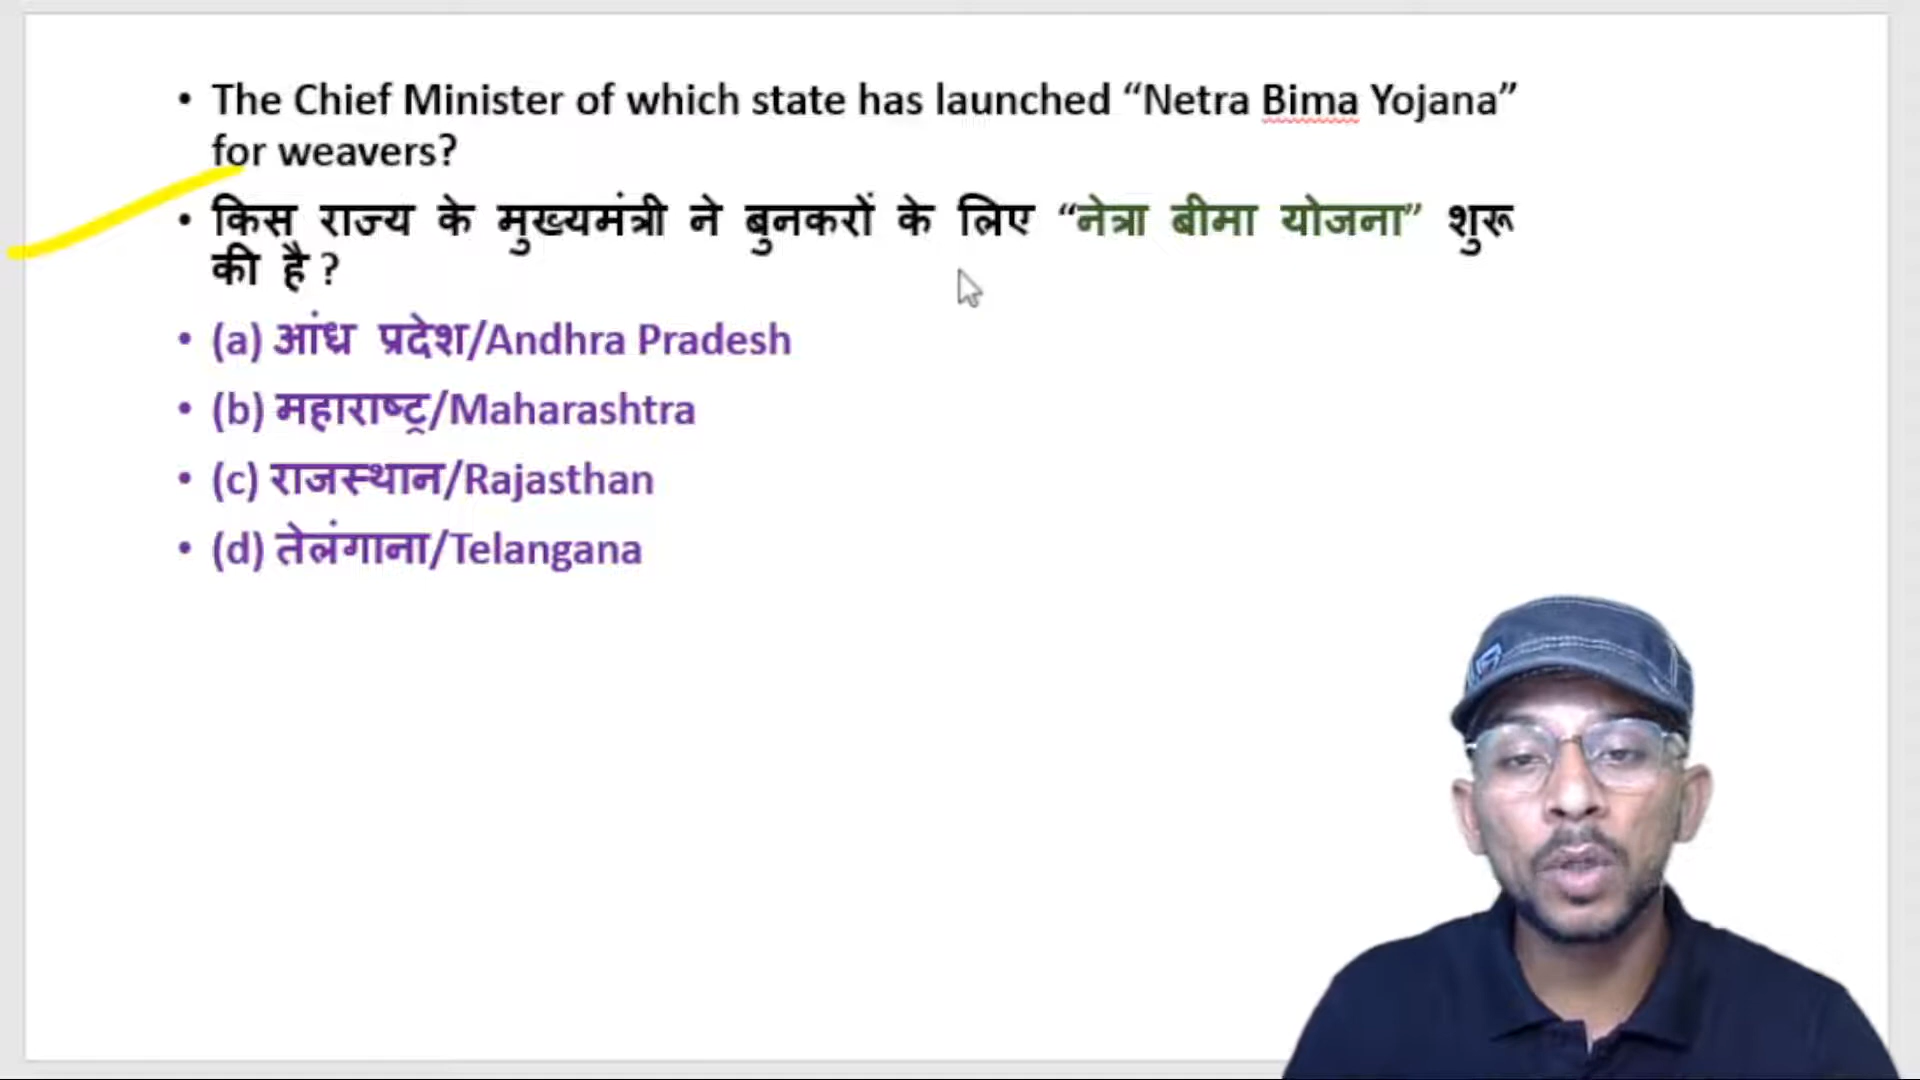 • The Chief Minister of which state has launched “Netra Bima Yojana”
for weavers?
• किस राज्य के मुख्यमंत्री ने बुनकरों के लिए “नेत्रा बीमा योजना” शुरू
की है ?
• (a) आंध्र प्रदेश/Andhra Pradesh
• (b) महाराष्ट्र/Maharashtra
• (c) राजस्थान/Rajasthan
• (d) तेलंगाना/Telangana